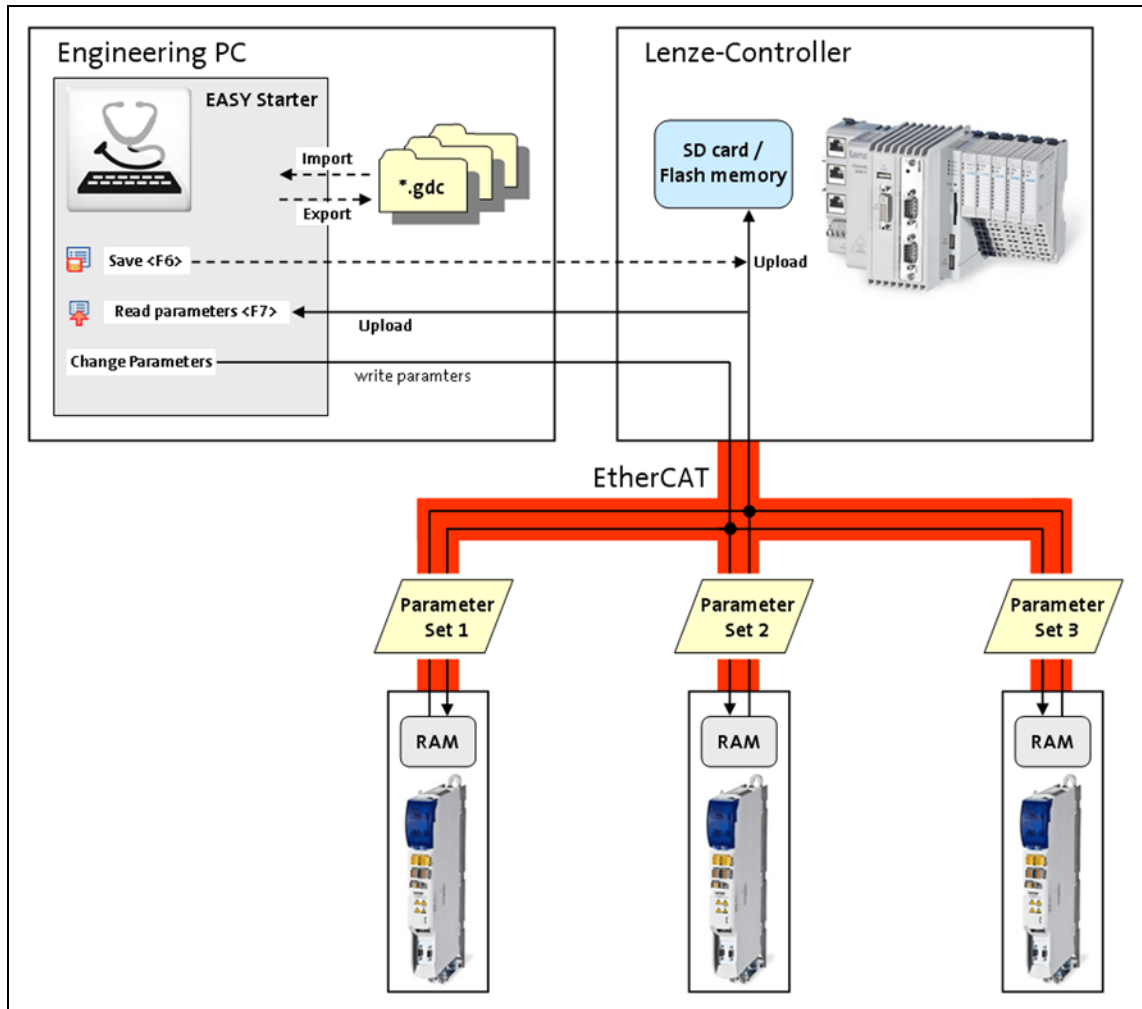 Engineering PC
EASY Starter
Import
*.gdc
Export
Save <F6>
Read parameters <F7>
Upload
Change Parameters
write paramters
Lenze-Controller
SD card /
Flash memory
Lenze
Upload
EtherCAT
Parameter
Set 1
Parameter
Set 2
Parameter
Set 3
RAM
RAM
RAM